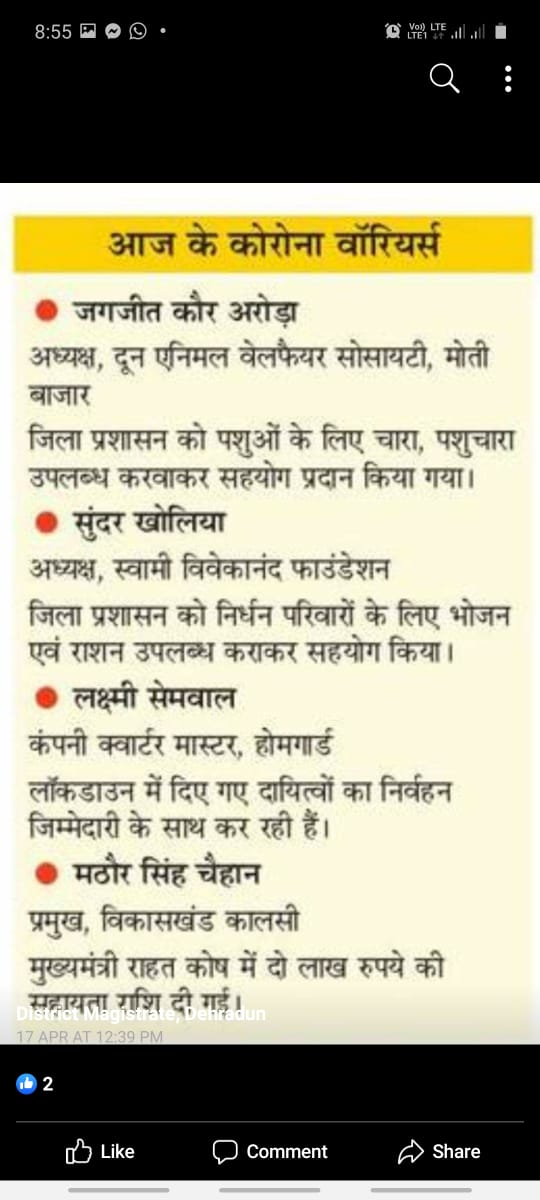 8:55
Vo)) LTE
LTE1
आज के कोरोना वॉरियर्स
जगजीत कौर अरोड़ा
अध्यक्ष, दून एनिमल वेलफैयर सोसायटी, मोती
बाजार
जिला प्रशासन को पशुओं के लिए चारा, पशुचारा
उपलब्ध करवाकर सहयोग प्रदान किया गया।
सुंदर खोलिया
अध्यक्ष, स्वामी विवेकानंद फाउंडेशन
जिला प्रशासन को निर्धन परिवारों के लिए भोजन
एवं राशन उपलब्ध कराकर सहयोग किया।
लक्ष्मी सेमवाल
कंपनी क्वार्टर मास्टर, होमगार्ड
लॉकडाउन में दिए गए दायित्वों का निर्वहन
जिम्मेदारी के साथ कर रही हैं।
मठौर सिंह चैहान
प्रमुख, विकासखंड कालसी
मुख्यमंत्री राहत कोष में दो लाख रुपये की
सहायता राशि दी गई।
District Magistrate, Dehradun
17 APR AT 12:39 PM
2
Like
Comment
Share